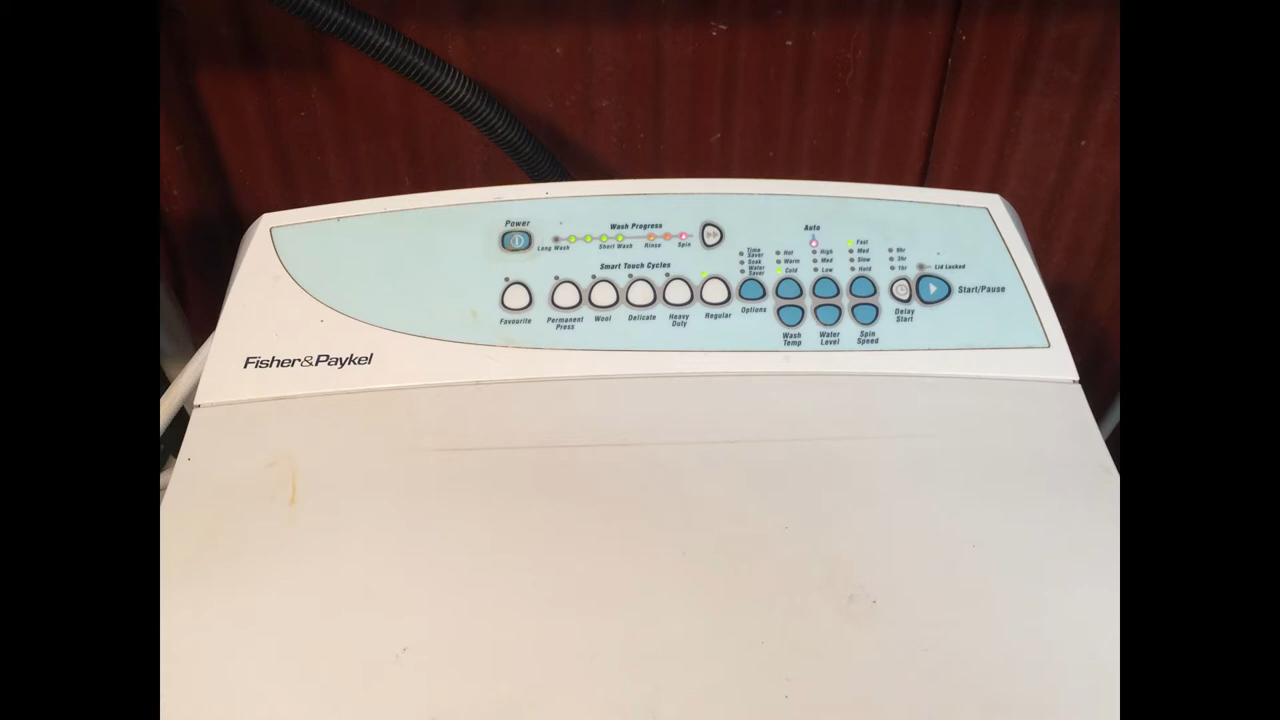 Power
Wash Progress
Long Wash
Short Wash
Rinse
Spin
Smart Touch Cycles
Favourite
Permanent
Press
Wool
Delicate
Heavy
Duty
Regular
Time
Saver
Soak
Water
Saver
Options
Hot
Warm
Cold
Wash
Temp
Auto
High
Med
Low
Water
Level
Fast
Med
Slow
Hold
Spin
Speed
9hr
3hr
1hr
Delay
Start
Lid Locked
Start/Pause
Fisher&Paykel